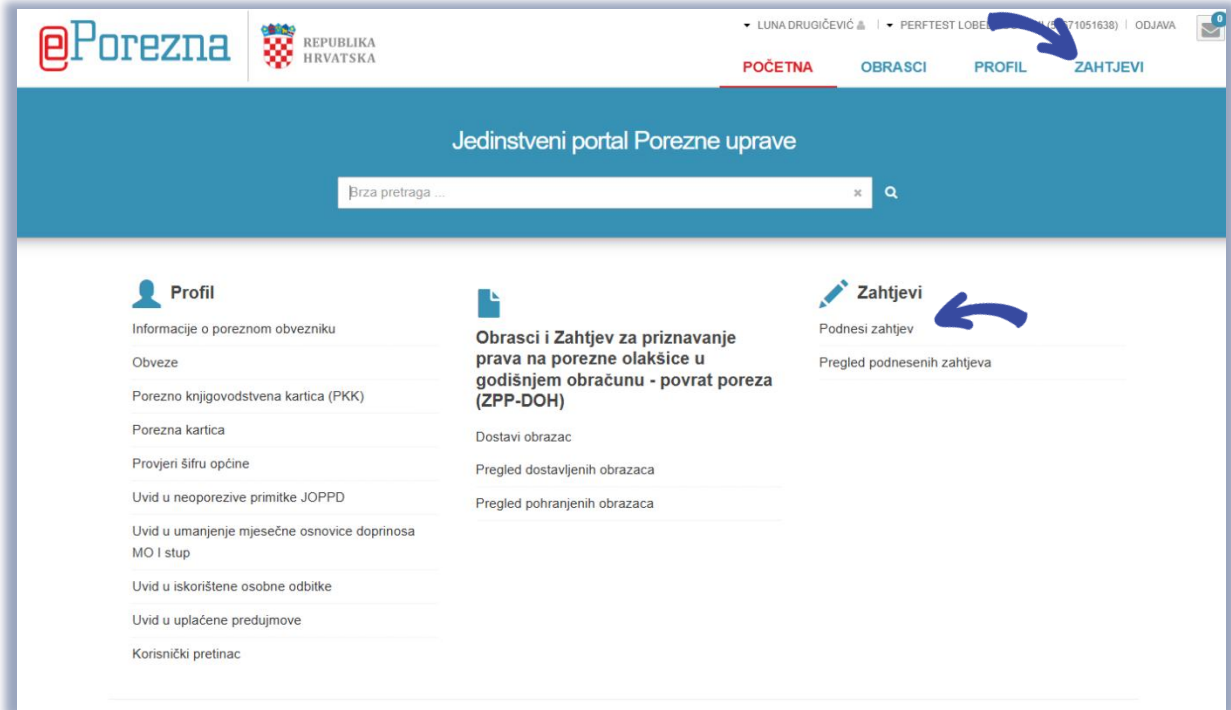 ePorezna
REPUBLIKA
HRVATSKA
LUNA DRUGIČEVIĆ
PERFTEST
ODJAVA
0
POČETNA OBRASCI PROFIL ZAHTJEVI
Jedinstveni portal Porezne uprave
Brza pretraga ...
Profil
Informacije o poreznom obvezniku
Obveze
Porezno knjigovodstvena kartica (PKK)
Porezna kartica
Provjeri šifru općine
Uvid u neoporezive primitke JOPPD
Uvid u umanjenje mjesečne osnovice doprinosa
MO I stup
Uvid u iskorištene osobne odbitke
Uvid u uplaćene predujmove
Korisnički pretinac
Obrasci i Zahtjev za priznavanje
prava na porezne olakšice u
godišnjem obračunu - povrat poreza
(ZPP-DOH)
Dostavi obrazac
Pregled dostavljenih obrazaca
Pregled pohranjenih obrazaca
Zahtjevi
Podnesi zahtjev
Pregled podnesenih zahtjeva